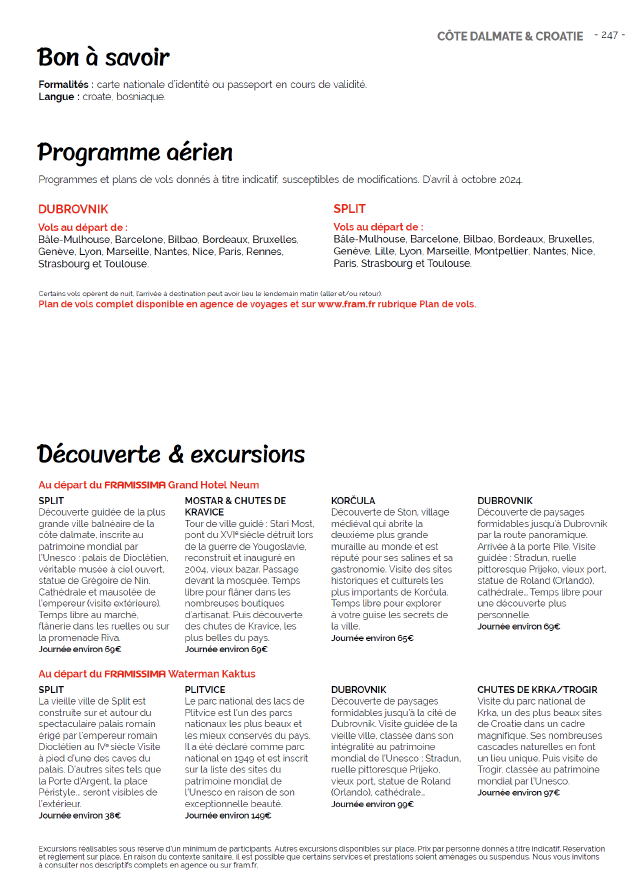 CÔTE DALMATE & CROATIE - 247 -
Bon à savoir
Formalités : carte nationale d'identité ou passeport en cours de validité.
Langue : croate, bosniaque.
Programme aérien
Programmes et plans de vols donnés à titre indicatif, susceptibles de modifications. D'avril à octobre 2024.
DUBROVNIK
Vols au départ de :
Bâle-Mulhouse, Barcelone, Bilbao, Bordeaux, Bruxelles,
Genève, Lyon, Marseille, Nantes, Nice, Paris, Rennes,
Strasbourg et Toulouse.
SPLIT
Vols au départ de :
Bâle-Mulhouse, Barcelone, Bilbao, Bordeaux, Bruxelles,
Genève, Lille, Lyon, Marseille, Montpellier, Nantes, Nice,
Paris, Strasbourg et Toulouse.
Certains vols opèrent de nuit, l'arrivée à destination peut avoir lieu le lendemain matin (aller et/ou retour).
Plan de vols complet disponible en agence de voyages et sur www.fram.fr rubrique Plan de vols.
Découverte & excursions
Au départ du FRAMISSIMA Grand Hotel Neum
SPLIT
Découverte guidée de la plus
grande ville balnéaire de la
côte dalmate, inscrite au
patrimoine mondial par
l'Unesco : palais de Dioclétien,
véritable musée à ciel ouvert,
statue de Grégoire de Nin,
Cathédrale et mausolée de
l'empereur (visite extérieure).
Temps libre au marché,
flânerie dans les ruelles ou sur
la promenade Riva.
Journée environ 69€
MOSTAR & CHUTES DE
KRAVICE
Tour de ville guidé : Stari Most,
pont du XVIe siècle détruit lors
de la guerre de Yougoslavie,
reconstruit et inauguré en
2004, vieux bazar. Passage
devant la mosquée. Temps
libre pour flâner dans les
nombreuses boutiques
d'artisanat. Puis découverte
des chutes de Kravice, les
plus belles du pays.
Journée environ 69€
KORČULA
Découverte de Ston, village
médiéval qui abrite la
deuxième plus grande
muraille au monde et est
réputé pour ses salines et sa
gastronomie. Visite des sites
historiques et culturels les
plus importants de Korčula.
Temps libre pour explorer
à votre guise les secrets de
la ville.
Journée environ 65€
DUBROVNIK
Découverte de paysages
formidables jusqu'à Dubrovnik
par la route panoramique.
Arrivée à la porte Pile. Visite
guidée : Stradun, ruelle
pittoresque Prijeko, vieux port,
statue de Roland (Orlando),
cathédrale... Temps libre pour
une découverte plus
personnelle.
Journée environ 69€
Au départ du FRAMISSIMA Waterman Kaktus
SPLIT
La vieille ville de Split est
construite sur et autour du
spectaculaire palais romain
érigé par l'empereur romain
Dioclétien au IVe siècle Visite
à pied d'une des caves du
palais. D'autres sites tels que
la Porte d'Argent, la place
Péristyle... seront visibles de
l'extérieur.
Journée environ 38€
PLITVICE
Le parc national des lacs de
Plitvice est l'un des parcs
nationaux les plus beaux et
les mieux conservés du pays.
Il a été déclaré comme parc
national en 1949 et est inscrit
sur la liste des sites du
patrimoine mondial de
l'Unesco en raison de son
exceptionnelle beauté.
Journée environ 149€
DUBROVNIK
Découverte de paysages
formidables jusqu'à la cité de
Dubrovnik. Visite guidée de la
vieille ville, classée dans son
intégralité au patrimoine
mondial de l'Unesco : Stradun,
ruelle pittoresque Prijeko,
vieux port, statue de Roland
(Orlando), cathédrale...
Journée environ 99€
CHUTES DE KRKA/TROGIR
Visite du parc national de
Krka, un des plus beaux sites
de Croatie dans un cadre
magnifique. Ses nombreuses
cascades naturelles en font
un lieu unique. Puis visite de
Trogir, classée au patrimoine
mondial par l'Unesco.
Journée environ 97€
Excursions réalisables sous réserve d'un minimum de participants. Autres excursions disponibles sur place. Prix par personne donnés à titre indicatif. Réservation
et règlement sur place. En raison du contexte sanitaire, il est possible que certains services et prestations soient aménagés ou suspendus. Nous vous invitons
à consulter nos descriptifs complets en agence ou sur fram.fr.